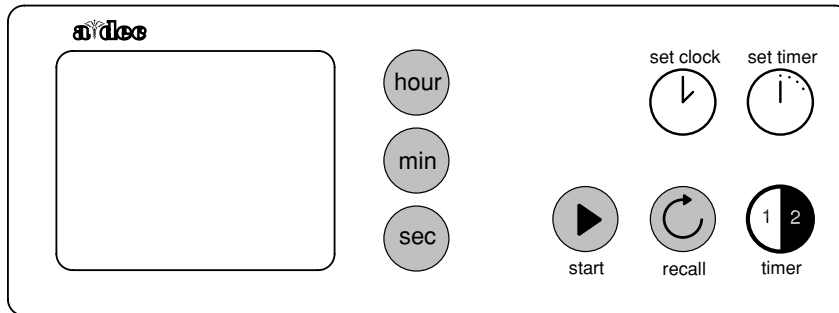 a dec
hour
min
sec
set clock
set timer
start
recall
1 2
timer